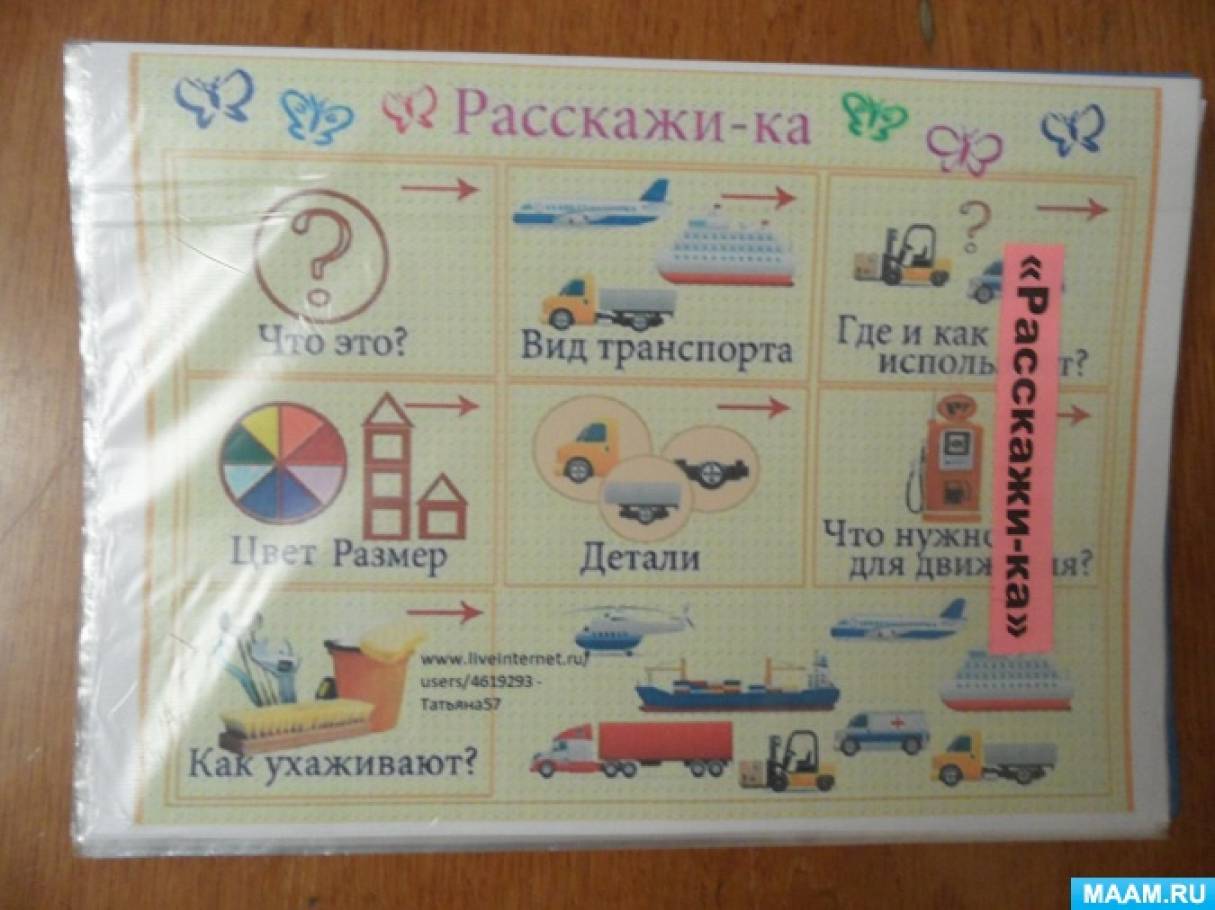 Расскажи-ка
Что это?
Вид транспорта
Где и как
«Расскажи-ка»
Цвет Размер
Детали
Что
для
www.liveinternet.ru/
users/4619293 -
Татьяна57
Как ухаживают?
MAAM.RU